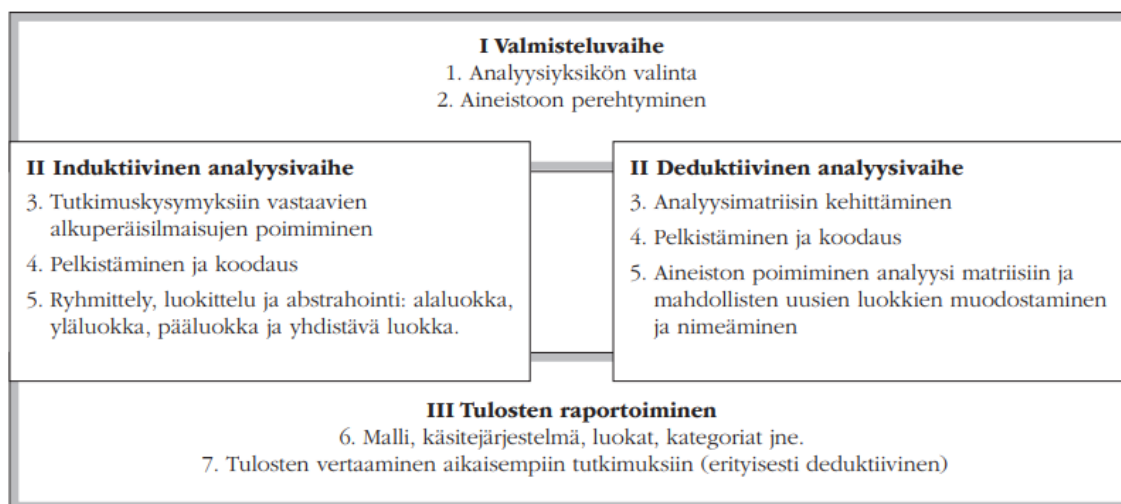 I Valmisteluvaihe
1. Analyysiyksikön valinta
2. Aineistoon perehtyminen
II Induktiivinen analyysivaihe
3. Tutkimuskysymyksiin vastaavien
alkuperäisilmaisujen poimiminen
4. Pelkistäminen ja koodaus
5. Ryhmittely, luokittelu ja abstrahointi: alaluokka,
yläluokka, pääluokka ja yhdistävä luokka.
II Deduktiivinen analyysivaihe
3. Analyysimatriisin kehittäminen
4. Pelkistäminen ja koodaus
5. Aineiston poimiminen analyysi matriisiin ja
mahdollisten uusien luokkien muodostaminen
ja nimeäminen
III Tulosten raportoiminen
6. Malli, käsitejärjestelmä, luokat, kategoriat jne.
7. Tulosten vertaaminen aikaisempiin tutkimuksiin (erityisesti deduktiivinen)